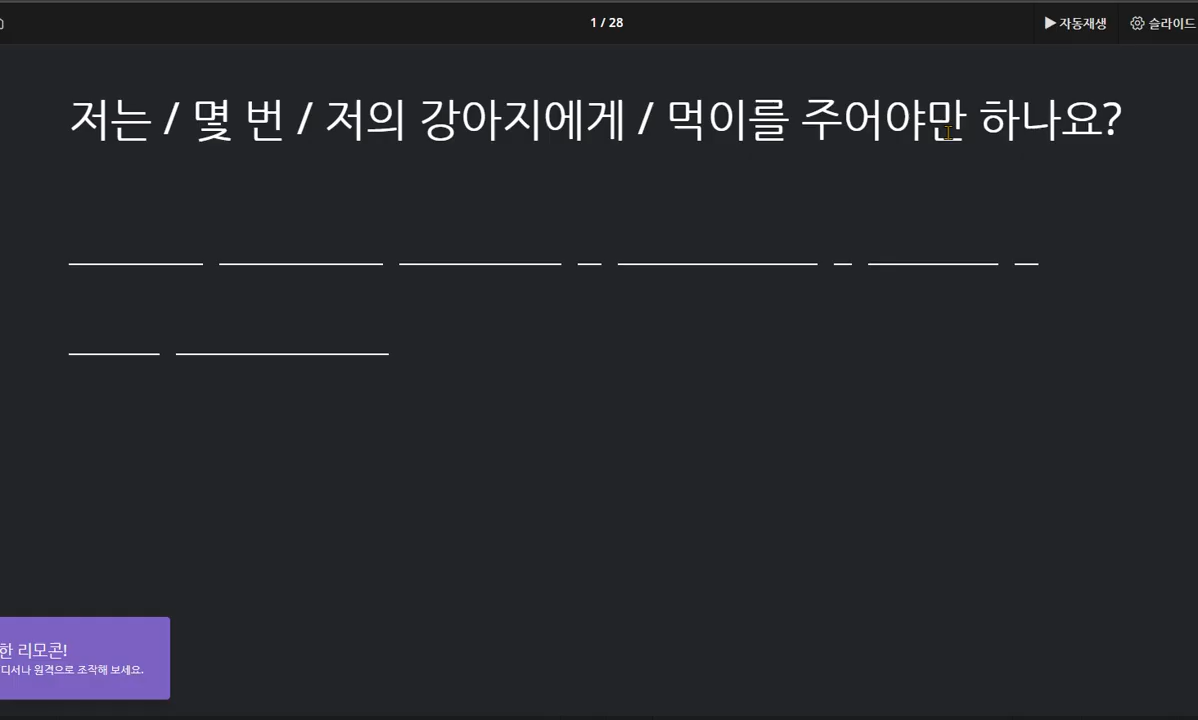 1 / 28
자동재생
슬라이드
저는 / 몇 번 / 저의 강아지에게 / 먹이를 주어야만 하나요?
한 리모콘!
디서나 원격으로 조작해 보세요.